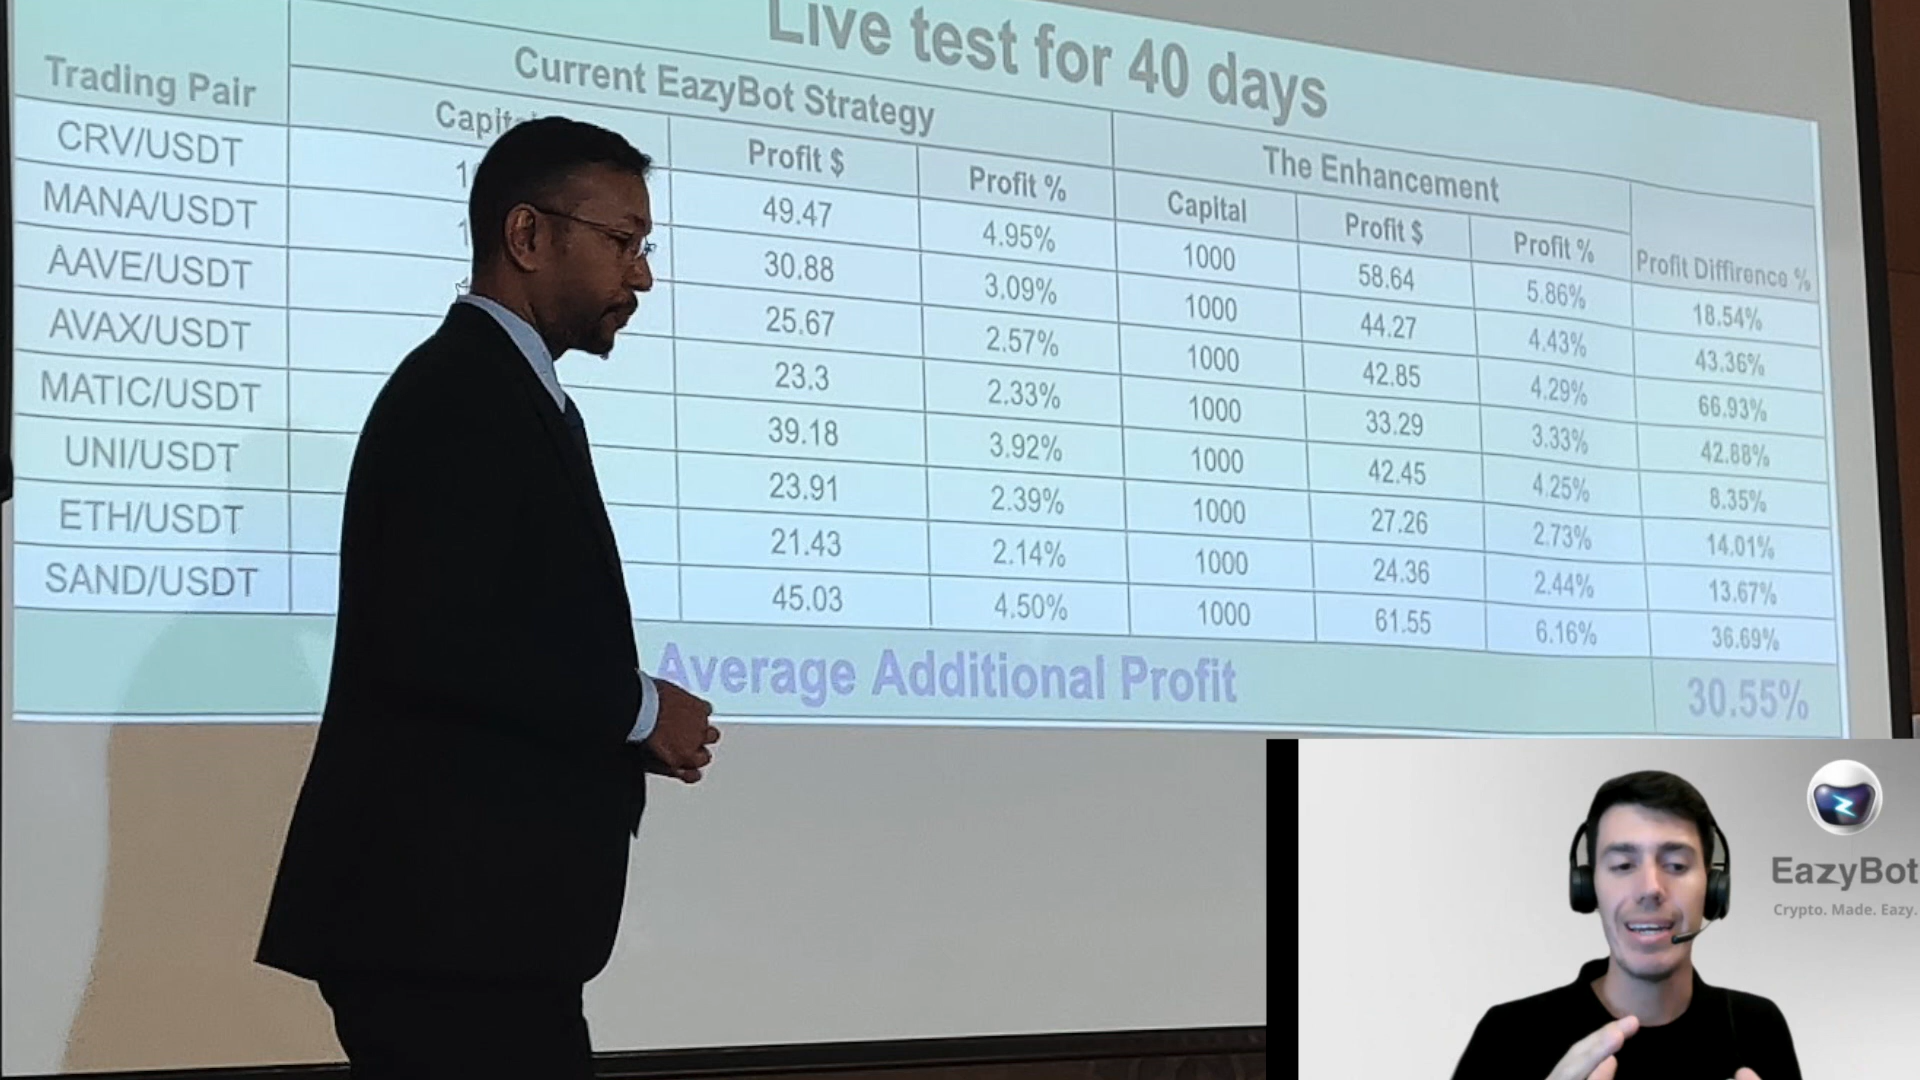 Live test for 40 days
Trading Pair
Current EazyBot Strategy
The Enhancement
Profit $
Profit %
Capital
Profit $
Profit %
Profit Diffirence %
CRV/USDT 49.47 4.95% 1000 58.64 5.86% 18.54%
MANA/USDT 30.88 3.09% 1000 44.27 4.43% 43.36%
AAVE/USDT 25.67 2.57% 1000 42.85 4.29% 66.93%
AVAX/USDT 23.3 2.33% 1000 33.29 3.33% 42.88%
MATIC/USDT 39.18 3.92% 1000 42.45 4.25% 8.35%
UNI/USDT 23.91 2.39% 1000 27.26 2.73% 14.01%
ETH/USDT 21.43 2.14% 1000 24.36 2.44% 13.67%
SAND/USDT 45.03 4.50% 1000 61.55 6.16% 36.69%
Average Additional Profit 30.55%
EazyBot
Crypto. Made. Eazy.